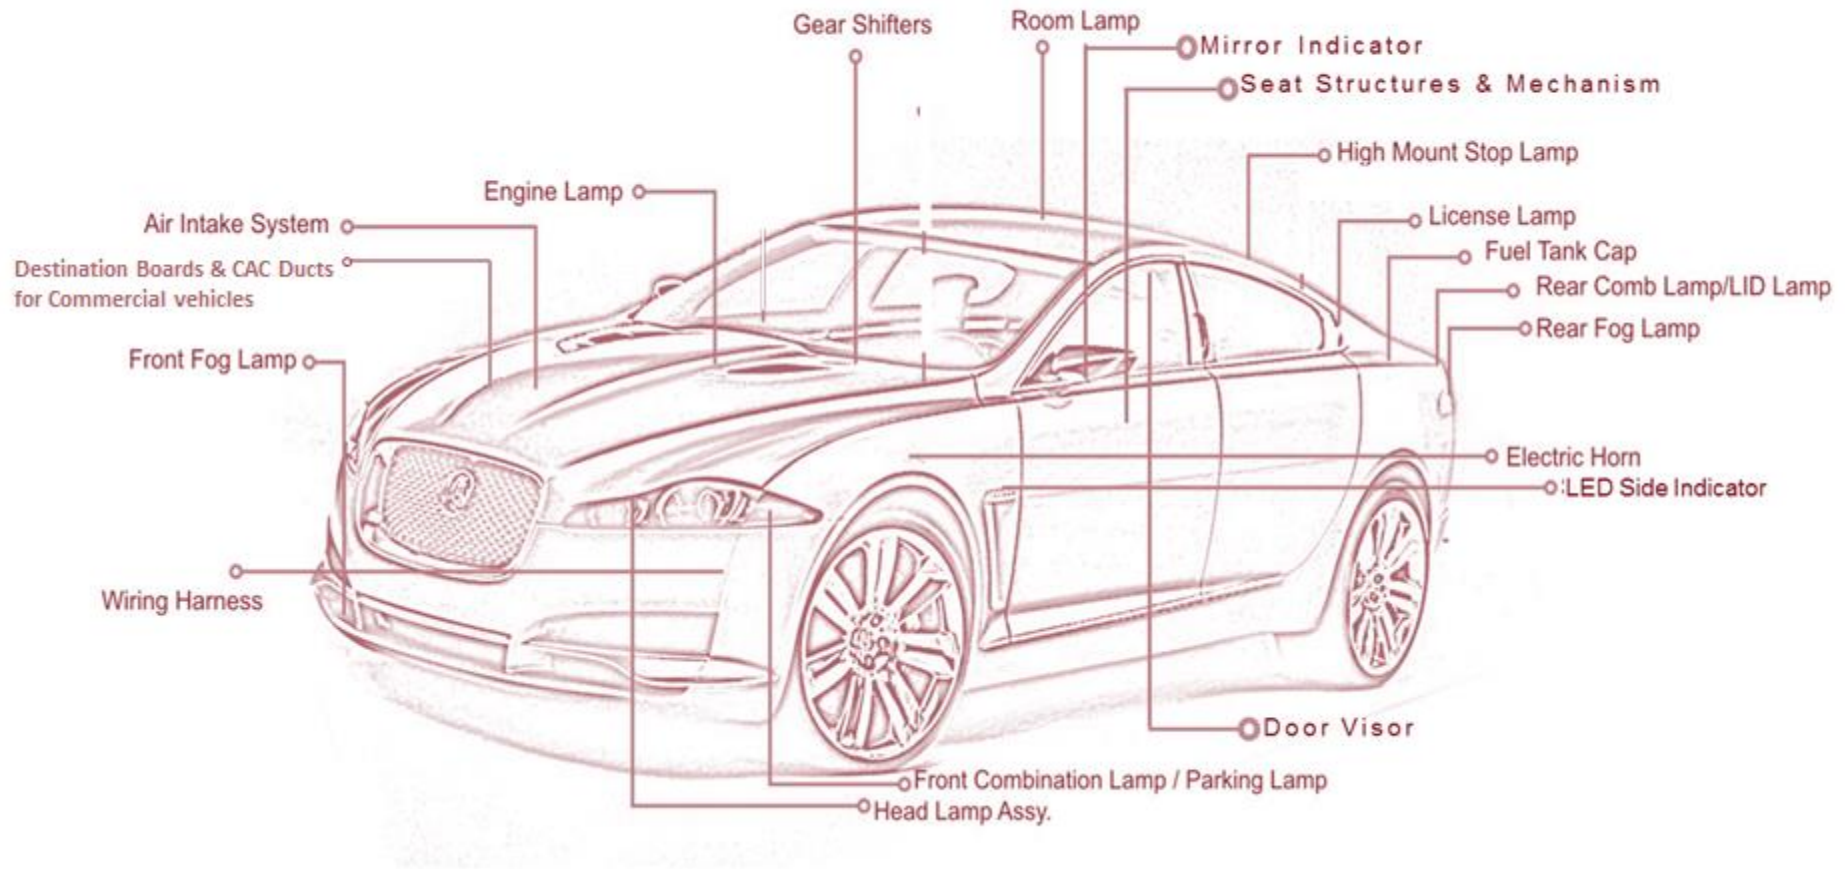 Gear Shifters
Room Lamp
Mirror Indicator
Seat Structures & Mechanism
High Mount Stop Lamp
Engine Lamp
Air Intake System
License Lamp
Fuel Tank Cap
Destination Boards & CAC Ducts
for Commercial vehicles
Rear Comb Lamp/LID Lamp
Rear Fog Lamp
Front Fog Lamp
Electric Horn
:LED Side Indicator
Wiring Harness
Door Visor
Front Combination Lamp / Parking Lamp
Head Lamp Assy.